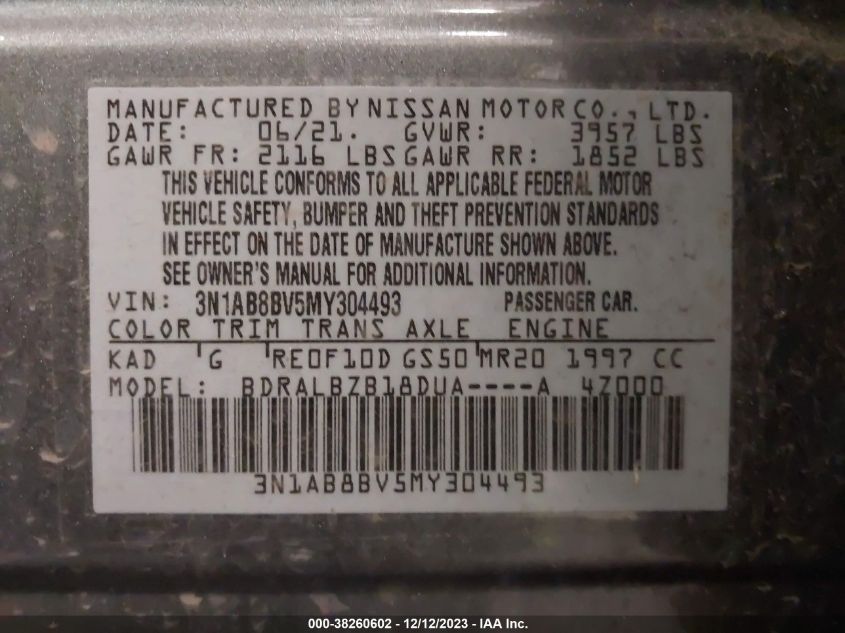 MANUFACTURED BY NISSAN MOTOR CO., LTD.
DATE: 06/21. GVWR: 3957 LBS
GAWR FR: 2116 LBS GAWR RR: 1852 LBS
THIS VEHICLE CONFORMS TO ALL APPLICABLE FEDERAL MOTOR
VEHICLE SAFETY, BUMPER AND THEFT PREVENTION STANDARDS
IN EFFECT ON THE DATE OF MANUFACTURE SHOWN ABOVE.
SEE OWNER'S MANUAL FOR ADDITIONAL INFORMATION.
VIN: 3N1AB8BV5MY304493 PASSENGER CAR.
COLOR TRIM TRANS AXLE ENGINE
KAD G RE0F10D GS50 MR20 1997 CC
MODEL: BDRALBZB18DUA----A 4Z000
3N1AB8BV5MY304493
000-38260602 - 12/12/2023 - IAA Inc.